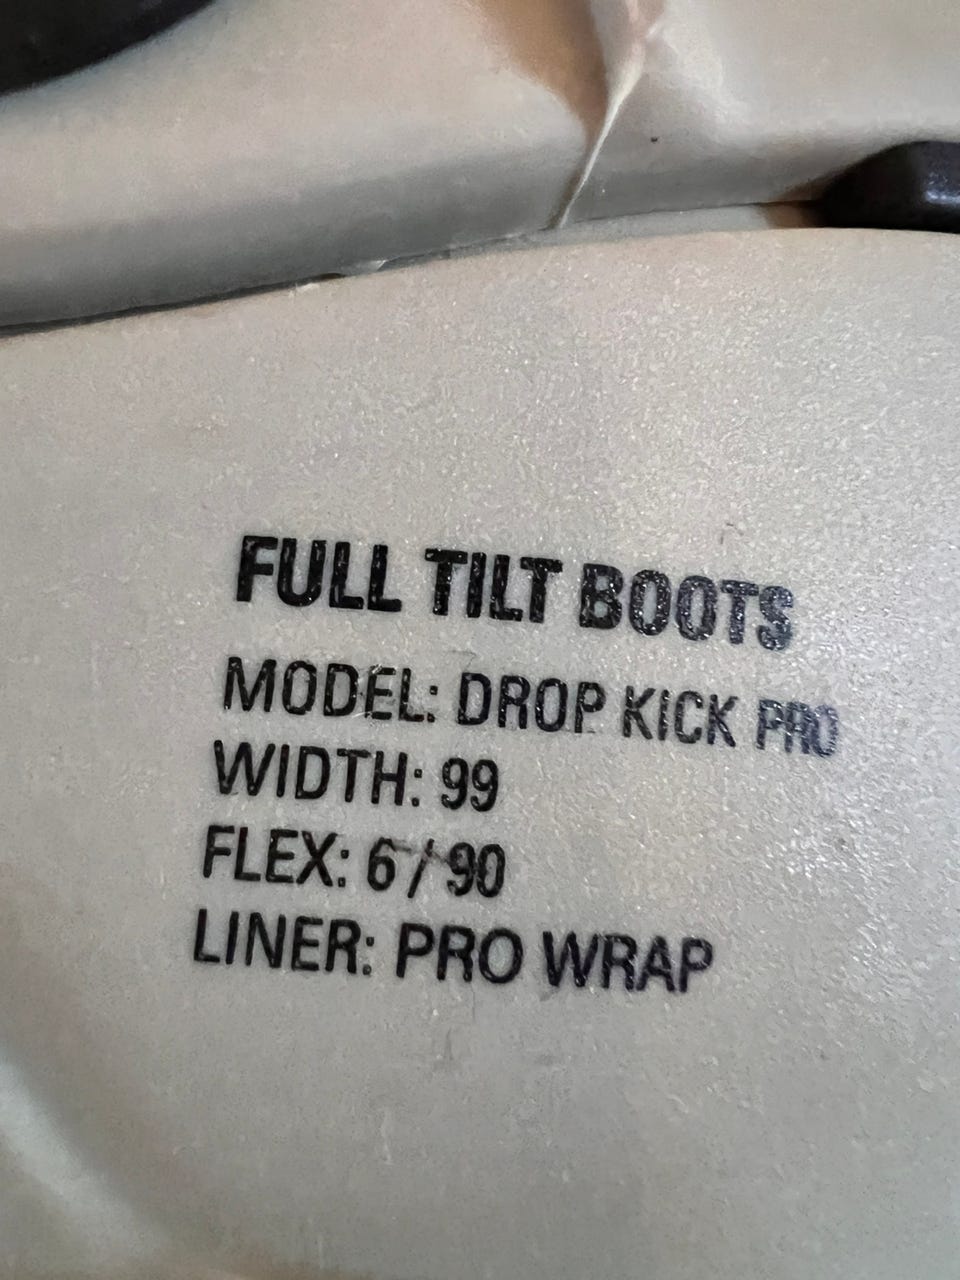 FULL TILT BOOTS
MODEL: DROP KICK PRO
WIDTH: 99
FLEX: 6 / 90
LINER: PRO WRAP